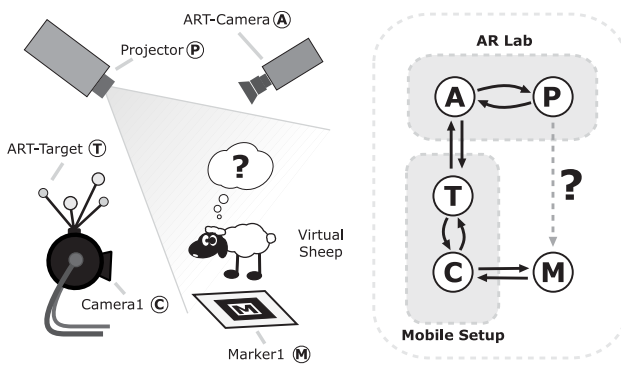 ART-Camera A
Projector P
ART-Target T
?
Virtual
Sheep
M
Camera1 C
Marker1 M
AR Lab
A
P
T
?
C
M
Mobile Setup